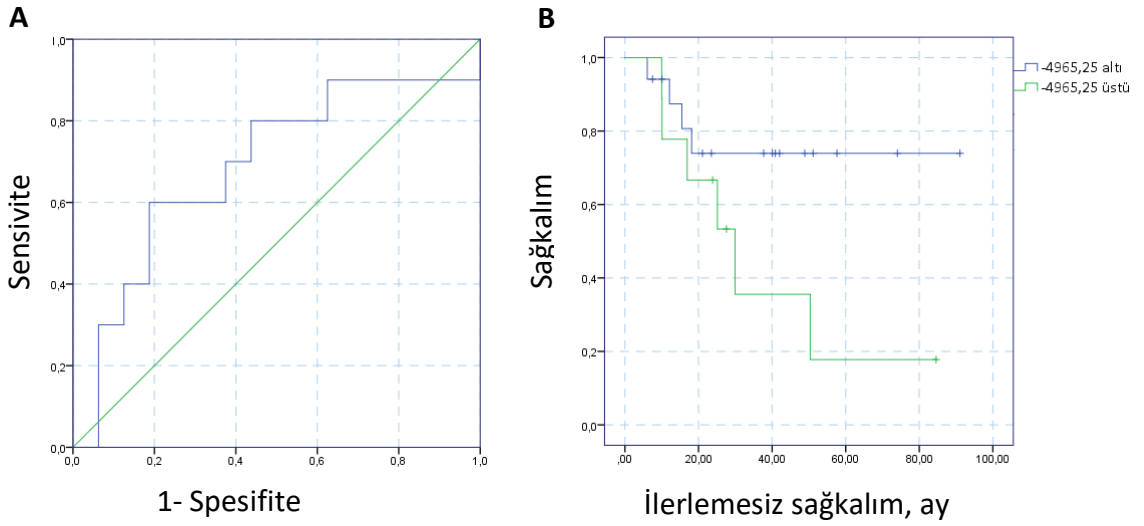 A
1,0
0,8
0,6
0,4
0,2
0,0
0,0 0,2 0,4 0,6 0,8 1,0
Sensivite
1- Spesifite
B
1,0
0,8
0,6
0,4
0,2
0,0
,00 20,00 40,00 60,00 80,00 100,00
Sağkalım
İlerlemesiz sağkalım, ay
-4965,25 altı
-4965,25 üstü